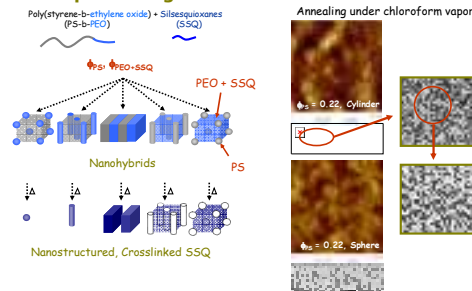 Poly(styrene-b-ethylene oxide) + Silsesquioxanes
(PS-b-PEO) (SSQ)
ϕPS, ϕPEO+SSQ
PEO + SSQ
PS
Nanohybrids
Δ Δ Δ Δ Δ
Nanostructured, Crosslinked SSQ
Annealing under chloroform vapor
ϕPS = 0.22, Cylinder
ϕPS = 0.22, Sphere